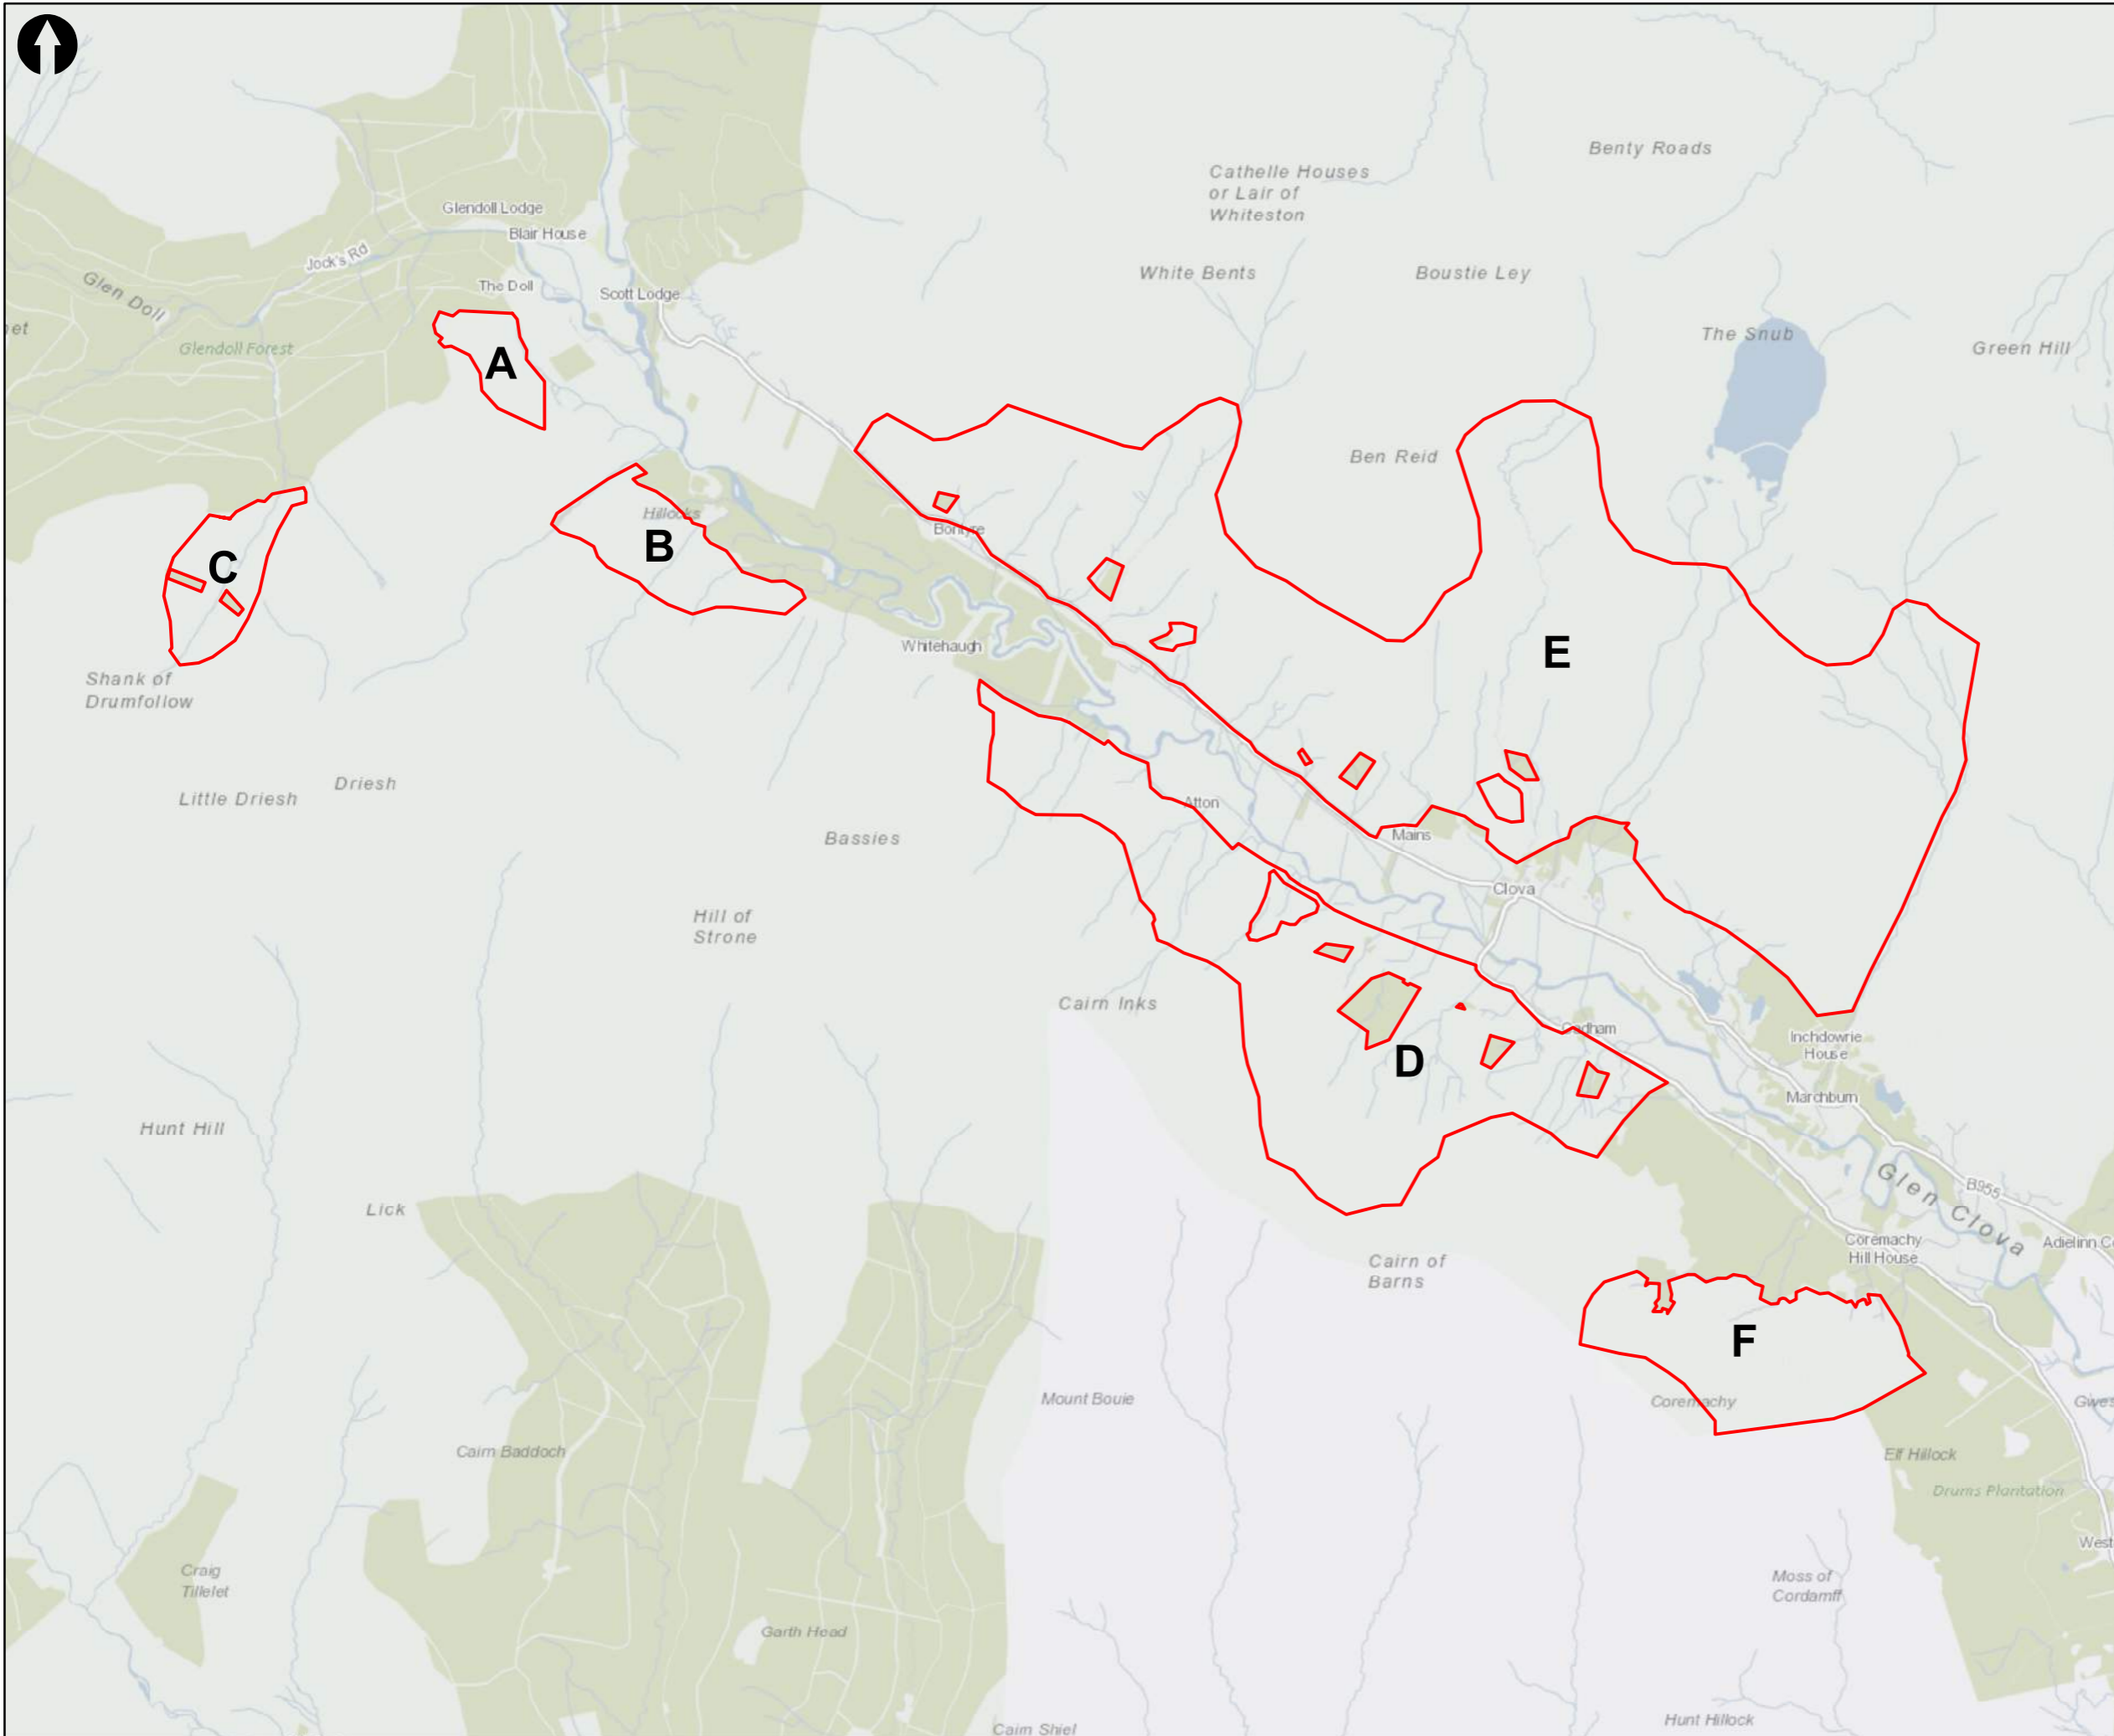 Benty Roads
Cathelle Houses
or Lair of
Whiteston
Glendoll Lodge
Blair House
Jock's Rd
White Bents
Boustie Ley
Glen Doll
The Doll
Scott Lodge
The Snub
Green Hill
Glendoll Forest
A
Ben Reid
Hillocks
B
C
Whitehaugh
E
Shank of
Drumfollow
Driesh
Little Driesh
Atton
Mains
Bassies
Clova
Hill of
Strone
Cairn Inks
D
Inchdowrie
House
Marchburn
Hunt Hill
Glen Clova
B955
Lick
Coremachy
Hill House
Adielinn
Cairn of
Barns
F
Mount Bouie
Coremachy
Cairn Baddoch
Elf Hillock
Drums Plantation
West
Craig
Tillelet
Moss of
Cordamff
Garth Head
Hunt Hillock
Cairn Shiel